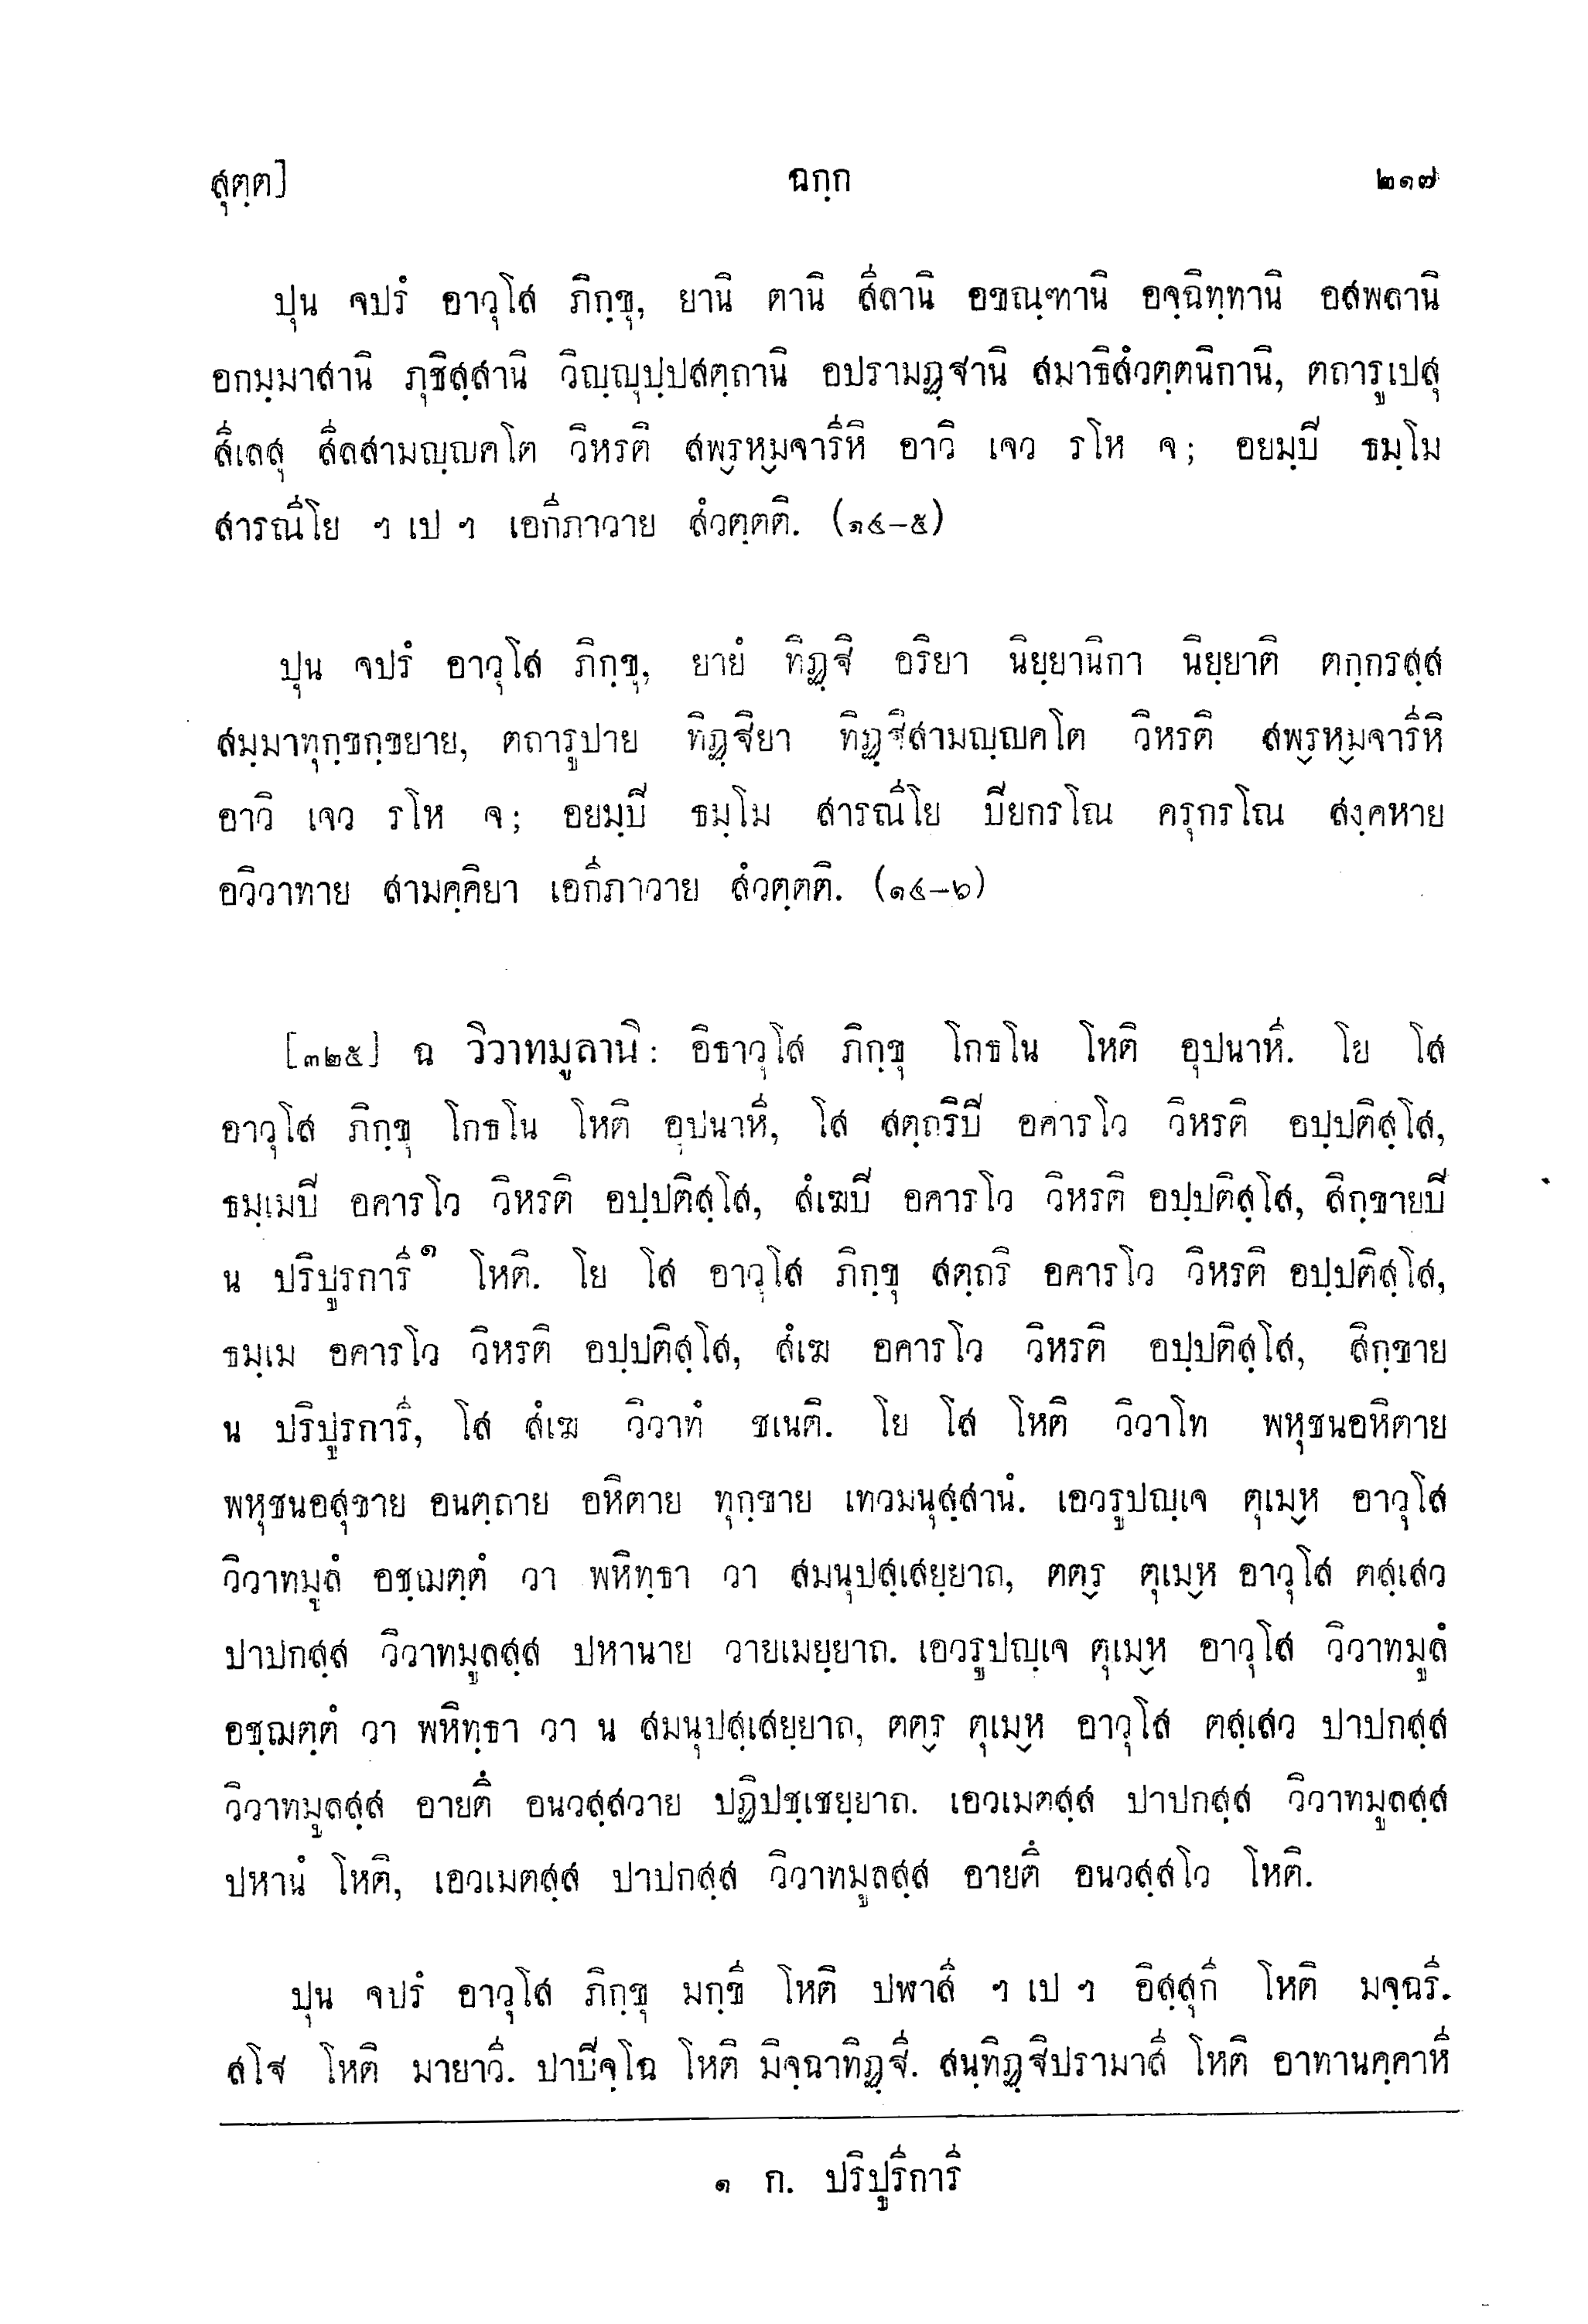 สุตฺต]
ฉกฺก
๒๑๗
ปุน จปรํ อาวุโส ภิกฺขุ, ยานิ ตานิ สีลานิ อขณฺฑานิ อจฺฉิทฺทานิ อสพลานิ
อกมฺมาสานิ ภุชิสฺสานิ วิญฺญุปฺปสตฺถานิ อปรามฏฺฐานิ สมาธิสํวตฺตนิกานิ, ตถารูเปสุ
สีเลสุ สีลสามญฺญคโต วิหรติ สพฺรหฺมจารีหิ อาวิ เจว รโห จ; อยมฺปิ ธมฺโม
สารณีโย ฯ เป ฯ เอกีภาวาย สํวตฺตติ. (๑๔–๕)
ปุน จปรํ อาวุโส ภิกฺขุ, ยายํ ทิฏฺฐิ อริยา นิยฺยานิกา นิยฺยาติ ตกฺกรสฺส
สมฺมาทุกฺขกฺขยาย, ตถารูปาย ทิฏฺฐิยา ทิฏฺฐิสามญฺญคโต วิหรติ สพฺรหฺมจารีหิ
อาวิ เจว รโห จ; อยมฺปิ ธมฺโม สารณีโย ปิยกรโณ ครุกรโณ สงฺคหาย
อวิวาทาย สามคฺคิยา เอกีภาวาย สํวตฺตติ. (๑๔–๖)
[๓๒๕] ฉ วิวาทมูลานิ: อิธาวุโส ภิกฺขุ โกธโน โหติ อุปนาหี. โย โส
อาวุโส ภิกฺขุ โกธโน โหติ อุปนาหี, โส สตฺถริปิ อคารโว วิหรติ อปฺปติสฺโส,
ธมฺเมปิ อคารโว วิหรติ อปฺปติสฺโส, สํเฆปิ อคารโว วิหรติ อปฺปติสฺโส, สิกฺขายปิ
น ปริปูรการี๑ โหติ. โย โส อาวุโส ภิกฺขุ สตฺถริ อคารโว วิหรติ อปฺปติสฺโส,
ธมฺเม อคารโว วิหรติ อปฺปติสฺโส, สํเฆ อคารโว วิหรติ อปฺปติสฺโส, สิกฺขาย
น ปริปูรการี, โส สํเฆ วิวาทํ ชเนติ. โย โส โหติ วิวาโท พหุชนอหิตาย
พหุชนอสุขาย อนตฺถาย อหิตาย ทุกฺขาย เทวมนุสฺสานํ. เอวรูปญฺเจ ตุเมฺห อาวุโส
วิวาทมูลํ อชฺฌตฺตํ วา พหิทฺธา วา สมนุปสฺเสยฺยาถ, ตตฺร ตุเมฺห อาวุโส ตสฺเสว
ปาปกสฺส วิวาทมูลสฺส ปหานาย วายเมยฺยาถ. เอวรูปญฺเจ ตุเมฺห อาวุโส วิวาทมูลํ
อชฺฌตฺตํ วา พหิทฺธา วา น สมนุปสฺเสยฺยาถ, ตตฺร ตุเมฺห อาวุโส ตสฺเสว ปาปกสฺส
วิวาทมูลสฺส อายตึ อนวสฺสวาย ปฏิปชฺเชยฺยาถ. เอวเมตสฺส ปาปกสฺส วิวาทมูลสฺส
ปหานํ โหติ, เอวเมตสฺส ปาปกสฺส วิวาทมูลสฺส อายตึ อนวสฺสโว โหติ.
ปุน จปรํ อาวุโส ภิกฺขุ มกฺขี โหติ ปฬาสี ฯ เป ฯ อิสฺสุกี โหติ มจฺฉรี.
สโฐ โหติ มายาวี. ปาปิจฺโฉ โหติ มิจฺฉาทิฏฺฐี. สนฺทิฏฺฐิปรามาสี โหติ อาทานคฺคาหี
๑ ก. ปริปูรีการี